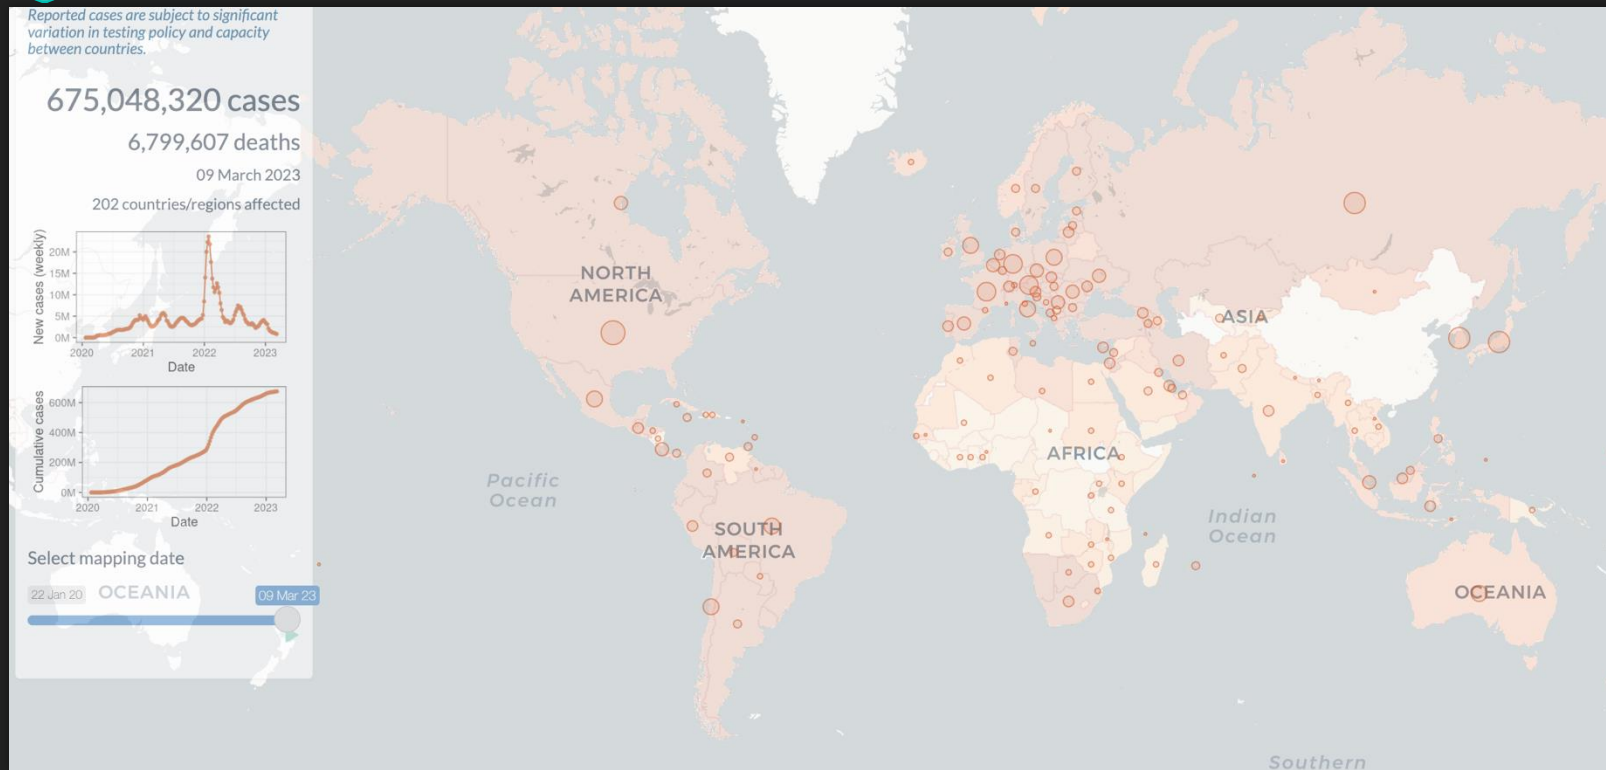 Reported cases are subject to significant
variation in testing policy and capacity
between countries.
675,048,320 cases
6,799,607 deaths
09 March 2023
202 countries/regions affected
New cases (weekly)
20M
15M
10M
5M
0M
2020 2021 2022 2023
Date
Cumulative cases
600M
400M
200M
0M
2020 2021 2022 2023
Date
Select mapping date
22 Jan 20
09 Mar 23
OCEANIA
NORTH
AMERICA
Pacific
Ocean
SOUTH
AMERICA
AFRICA
ASIA
Indian
Ocean
OCEANIA
Southern